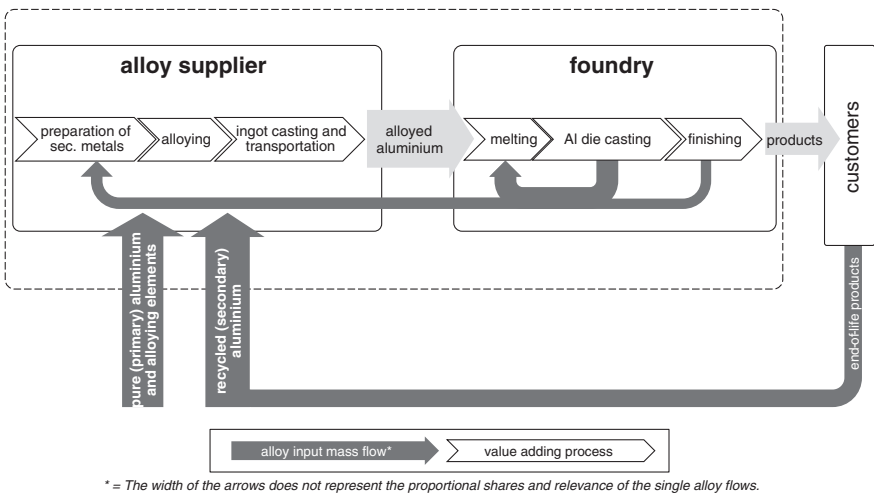 alloy supplier
foundry
preparation of
sec. metals
alloying
ingot casting and
transportation
alloyed
aluminium
melting
Al die casting
finishing
products
customers
pure (primary) aluminium
and alloying elements
recycled (secondary)
aluminium
end-of-life products
alloy input mass flow*
value adding process
* = The width of the arrows does not represent the proportional shares and relevance of the single alloy flows.